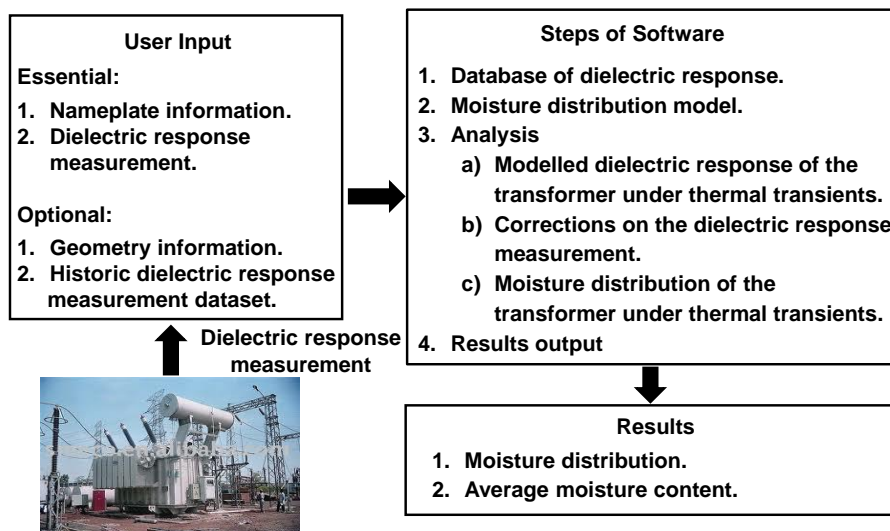 User Input
Essential:
1. Nameplate information.
2. Dielectric response
measurement.
Optional:
1. Geometry information.
2. Historic dielectric response
measurement dataset.
Dielectric response
measurement
Steps of Software
1. Database of dielectric response.
2. Moisture distribution model.
3. Analysis
a) Modelled dielectric response of the
transformer under thermal transients.
b) Corrections on the dielectric response
measurement.
c) Moisture distribution of the
transformer under thermal transients.
4. Results output
Results
1. Moisture distribution.
2. Average moisture content.